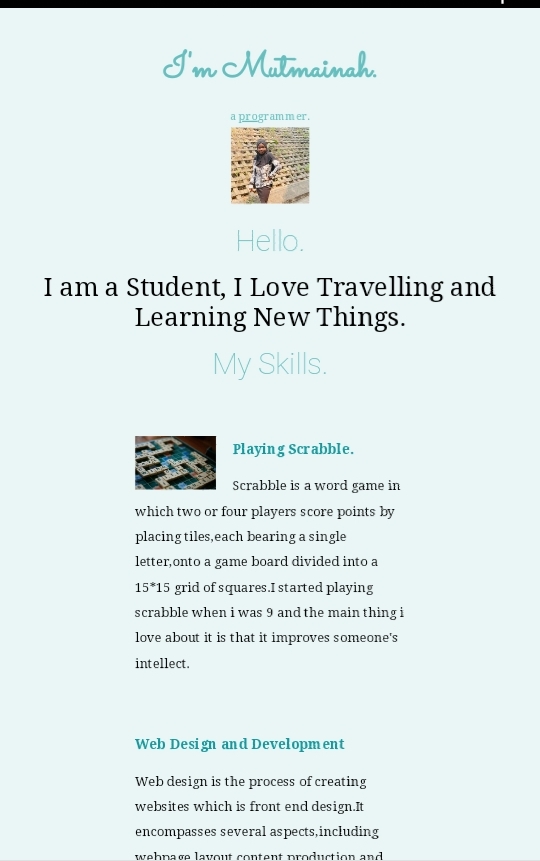 I'm Mutmainah.
a programmer.
Hello.
I am a Student, I Love Travelling and
Learning New Things.
My Skills.
Playing Scrabble.
Scrabble is a word game in
which two or four players score points by
placing tiles,each bearing a single
letter,onto a game board divided into a
15*15 grid of squares.I started playing
scrabble when i was 9 and the main thing i
love about it is that it improves someone's
intellect.
Web Design and Development
Web design is the process of creating
websites which is front end design.It
encompasses several aspects,including
webpage layout,content production and